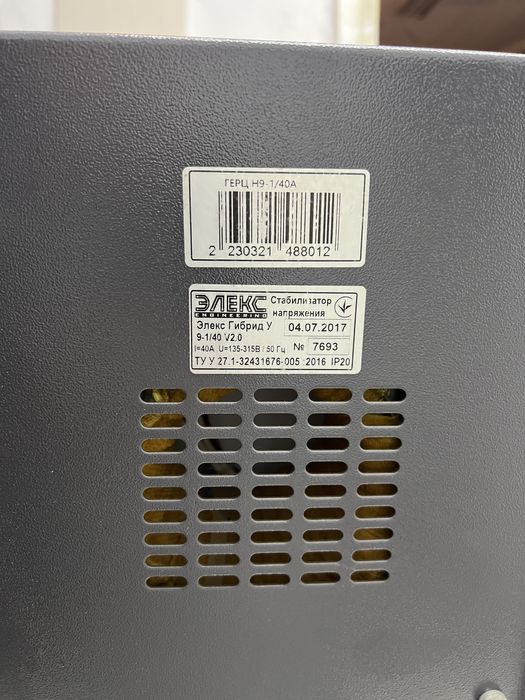 ГЕРЦ Н9-1/40А
2 230321 488012
ЭЛЕКС Стабилизатор
ENGINEERING напряжения
Элекс Гибрид У 04.07.2017
9-1/40 V2.0 № 7693
I=40А U=135-315В / 50 Гц
ТУ У 27.1-32431676-005:2016 IP20